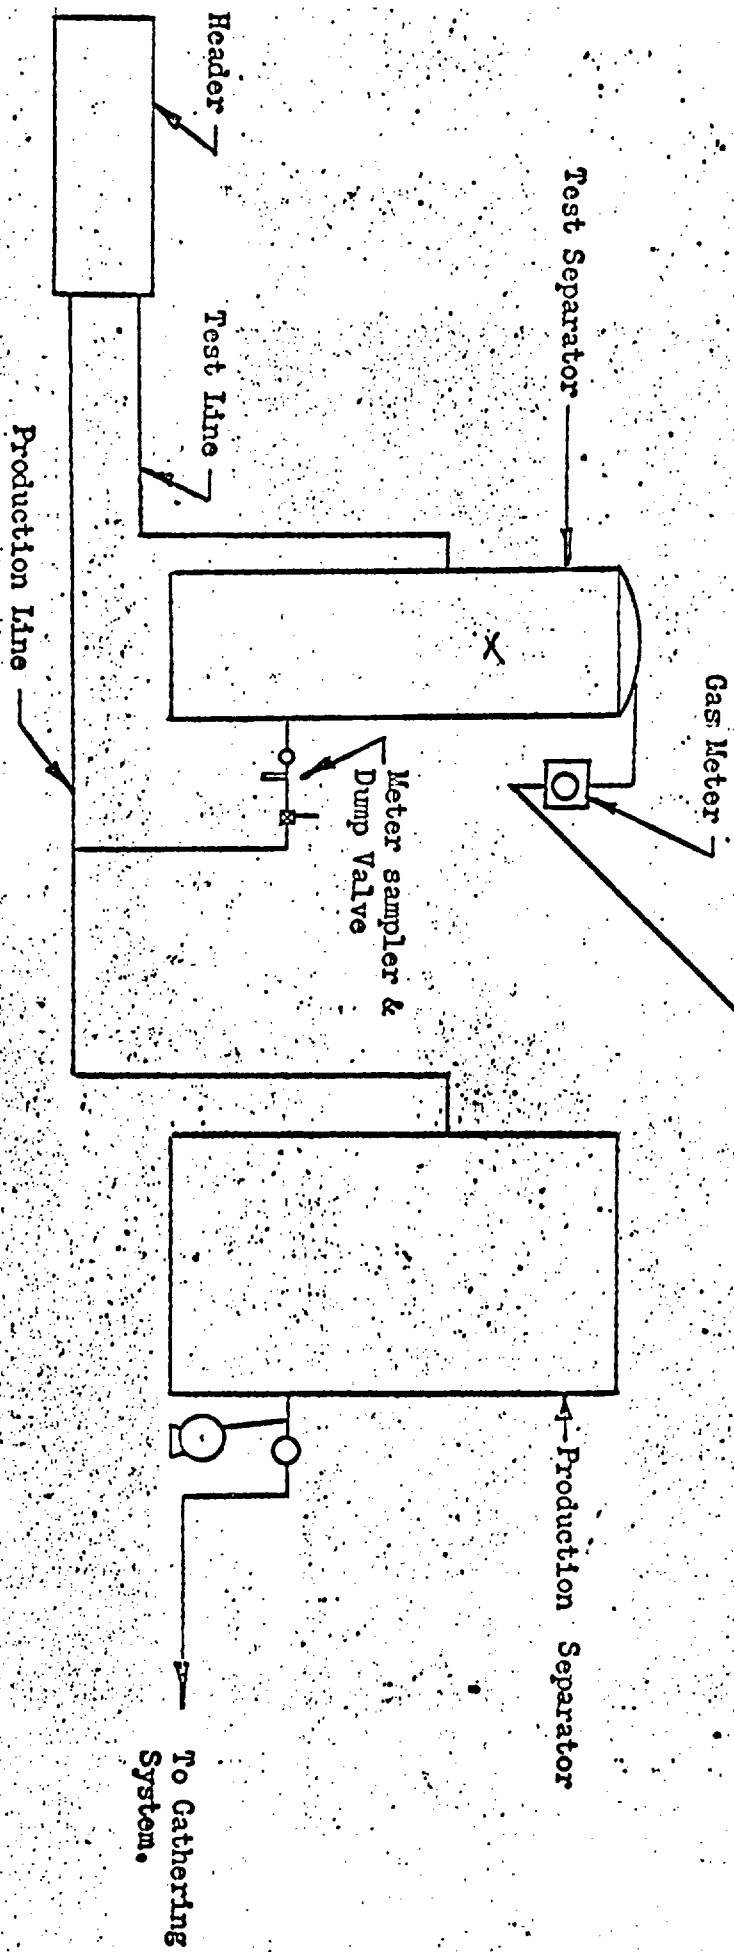 Header
Test Separator
Gas Meter
Test Line
Production Line
Meter sampler &
Dump Valve
X
Production Separator
To Gathering
System.